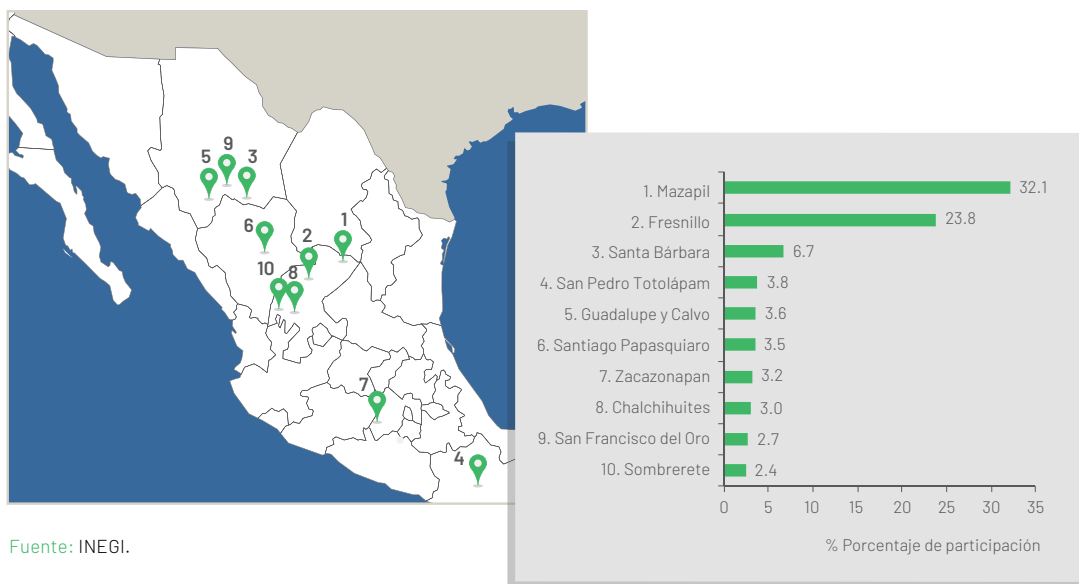 9
5
3
6
1
2
10
8
7
4
1. Mazapil 32.1
2. Fresnillo 23.8
3. Santa Bárbara 6.7
4. San Pedro Totolápam 3.8
5. Guadalupe y Calvo 3.6
6. Santiago Papasquiaro 3.5
7. Zacazonapan 3.2
8. Chalchihuites 3.0
9. San Francisco del Oro 2.7
10. Sombrerete 2.4
0 5 10 15 20 25 30 35
% Porcentaje de participación
Fuente: INEGI.